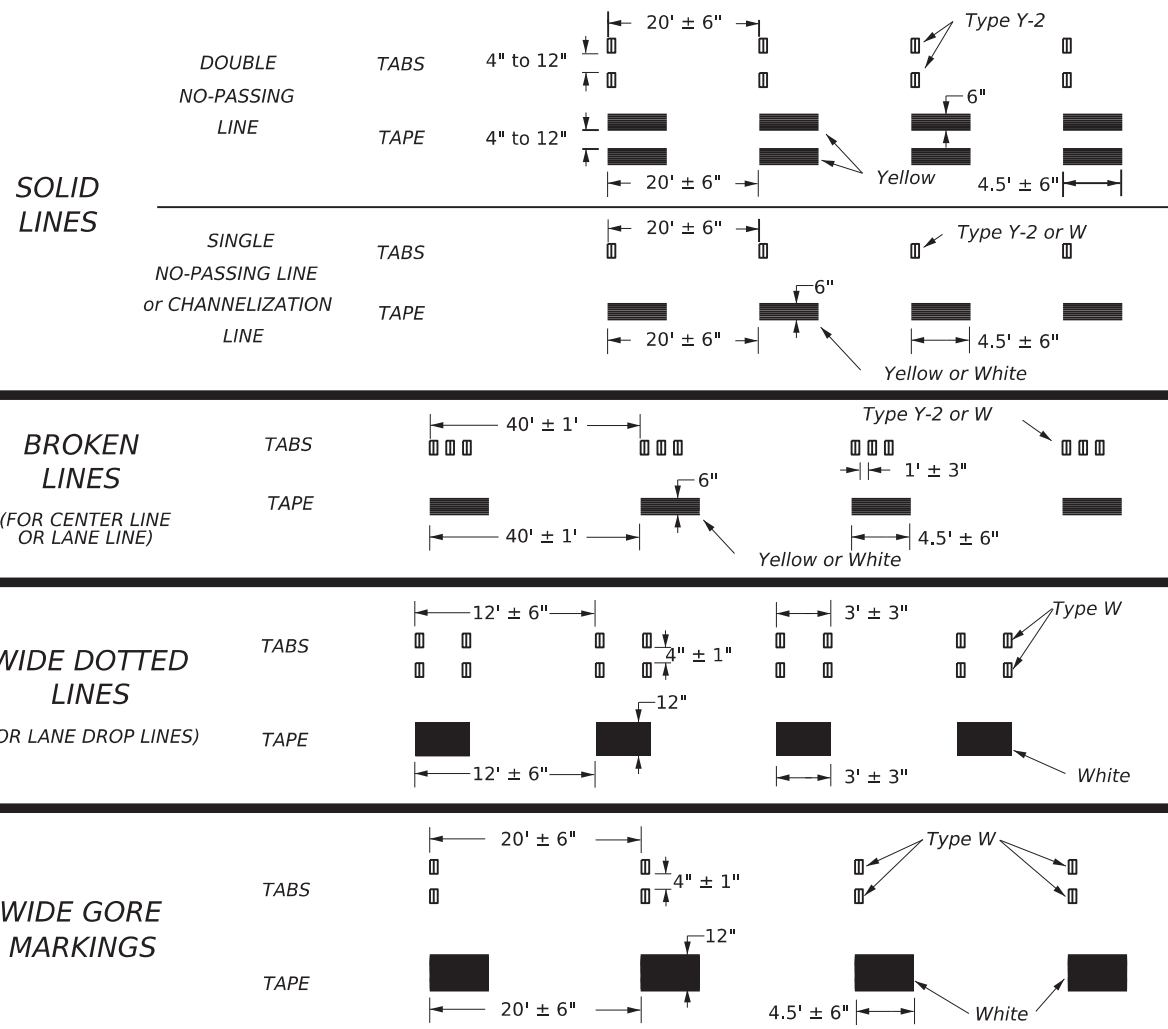 20' ± 6"
Type Y-2
DOUBLE
NO-PASSING
LINE
TABS
4" to 12"
6"
TAPE
4" to 12"
Yellow
20' ± 6"
4.5' ± 6"
SOLID
LINES
20' ± 6"
Type Y-2 or W
SINGLE
NO-PASSING LINE
or CHANNELIZATION
LINE
TABS
6"
TAPE
20' ± 6"
4.5' ± 6"
Yellow or White
Type Y-2 or W
40' ± 1'
BROKEN
LINES
TABS
1' ± 3"
6"
TAPE
(FOR CENTER LINE
OR LANE LINE)
40' ± 1'
4.5' ± 6"
Yellow or White
12' ± 6"
3' ± 3"
Type W
TABS
4" ± 1"
WIDE DOTTED
LINES
12"
OR LANE DROP LINES)
TAPE
12' ± 6"
3' ± 3"
White
20' ± 6"
Type W
TABS
4" ± 1"
WIDE GORE
MARKINGS
12"
TAPE
20' ± 6"
4.5' ± 6"
White